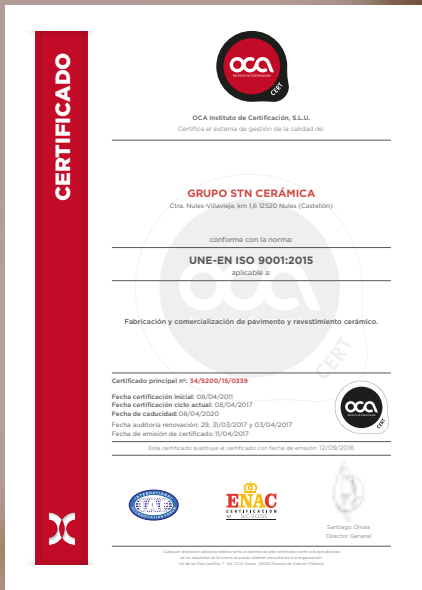 CERTIFICADO
OCA
Instituto de Certificación
CERT
OCA Instituto de Certificación, S.L.U.
Certifica el sistema de gestión de la calidad de:
GRUPO STN CERÁMICA
Ctra. Nules-Villavieja, km 1,6 12520 Nules (Castellón)
conforme con la norma:
UNE-EN ISO 9001:2015
aplicable a:
Fabricación y comercialización de pavimento y revestimiento cerámico.
CERT
Certificado principal nº: 34/5200/15/0339
Fecha certificación inicial: 08/04/2011
Fecha certificación ciclo actual: 08/04/2017
Fecha de caducidad: 08/04/2020
Fecha auditoría renovación: 29, 31/03/2017 y 03/04/2017
Fecha de emisión de certificado: 11/04/2017
OCA
CERT
Este certificado sustituye al certificado con fecha de emisión: 12/09/2016
ENAC
CERTIFICACIÓN
Santiago Olivas
Director General